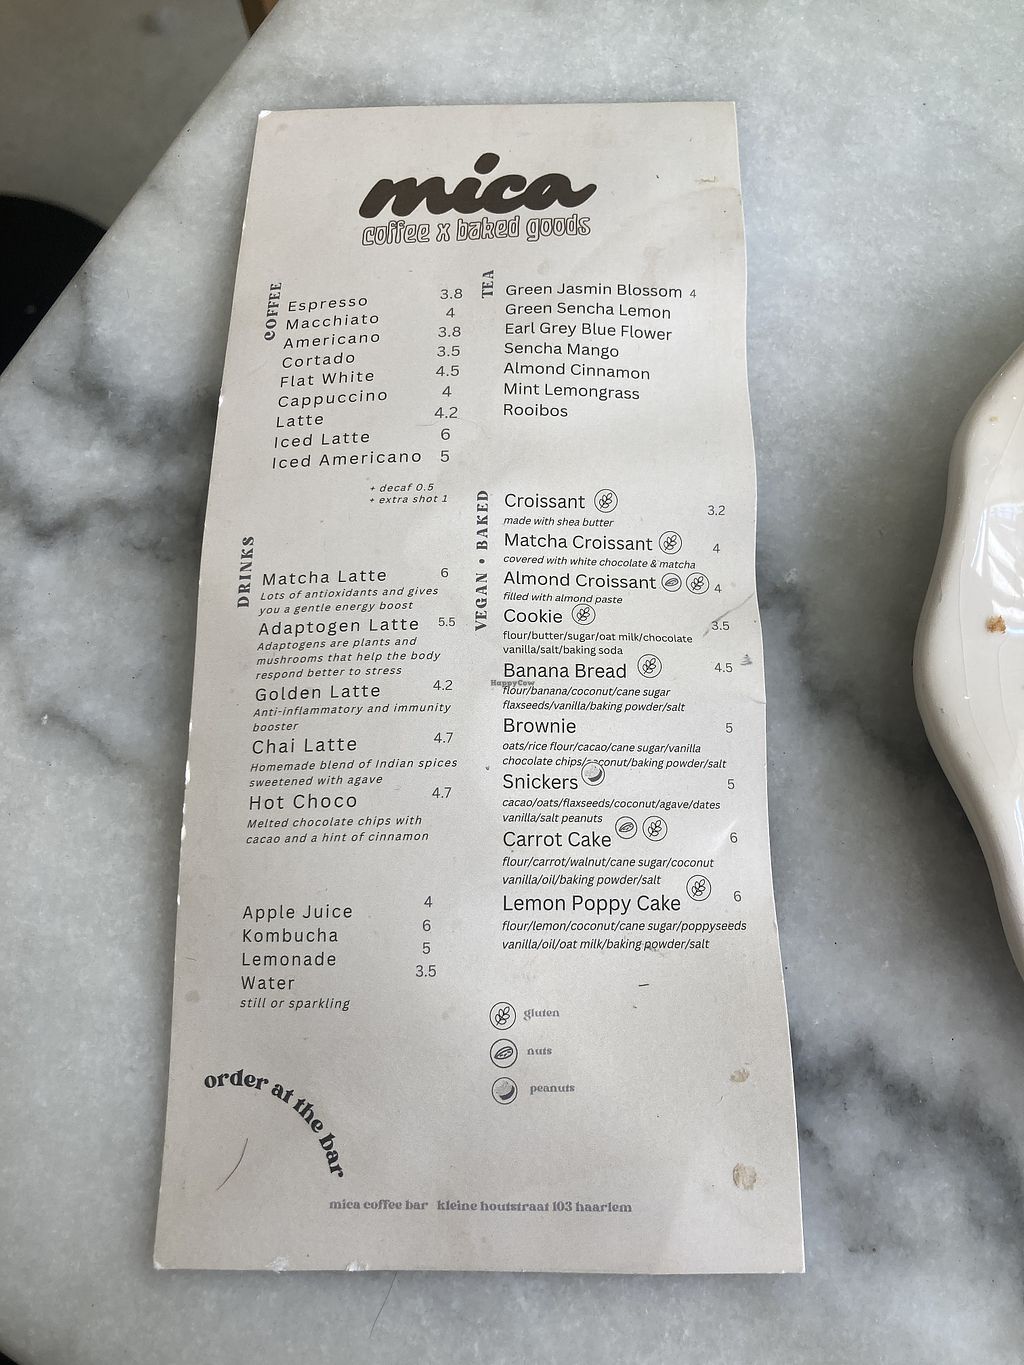 mica
coffee x baked goods
COFFEE
Espresso 3.8
Macchiato 4
Americano 3.8
Cortado 3.5
Flat White 4.5
Cappuccino 4
Latte 4.2
Iced Latte 6
Iced Americano 5
+ decaf 0.5
+ extra shot 1
TEA
Green Jasmin Blossom 4
Green Sencha Lemon
Earl Grey Blue Flower
Sencha Mango
Almond Cinnamon
Mint Lemongrass
Rooibos
DRINKS
Matcha Latte 6
Lots of antioxidants and gives
you a gentle energy boost
Adaptogen Latte 5.5
Adaptogens are plants and
mushrooms that help the body
respond better to stress
Golden Latte 4.2
Anti-inflammatory and immunity
booster
Chai Latte 4.7
Homemade blend of Indian spices
sweetened with agave
Hot Choco 4.7
Melted chocolate chips with
cacao and a hint of cinnamon
Apple Juice 4
Kombucha 6
Lemonade 5
Water 3.5
still or sparkling
VEGAN • BAKED
Croissant 3.2
made with shea butter
Matcha Croissant 4
covered with white chocolate & matcha
Almond Croissant 4
filled with almond paste
Cookie 3.5
flour/butter/sugar/oat milk/chocolate
vanilla/salt/baking soda
Banana Bread 4.5
HappyCow
flour/banana/coconut/cane sugar
flaxseeds/vanilla/baking powder/salt
Brownie 5
oats/rice flour/cacao/cane sugar/vanilla
chocolate chips/coconut/baking powder/salt
Snickers 5
cacao/oats/flaxseeds/coconut/agave/dates
vanilla/salt peanuts
Carrot Cake 6
flour/carrot/walnut/cane sugar/coconut
vanilla/oil/baking powder/salt
Lemon Poppy Cake 6
flour/lemon/coconut/cane sugar/poppyseeds
vanilla/oil/oat milk/baking powder/salt
gluten
nuts
peanuts
order at the bar
mica coffee bar kleine houtstraat 103 haarlem